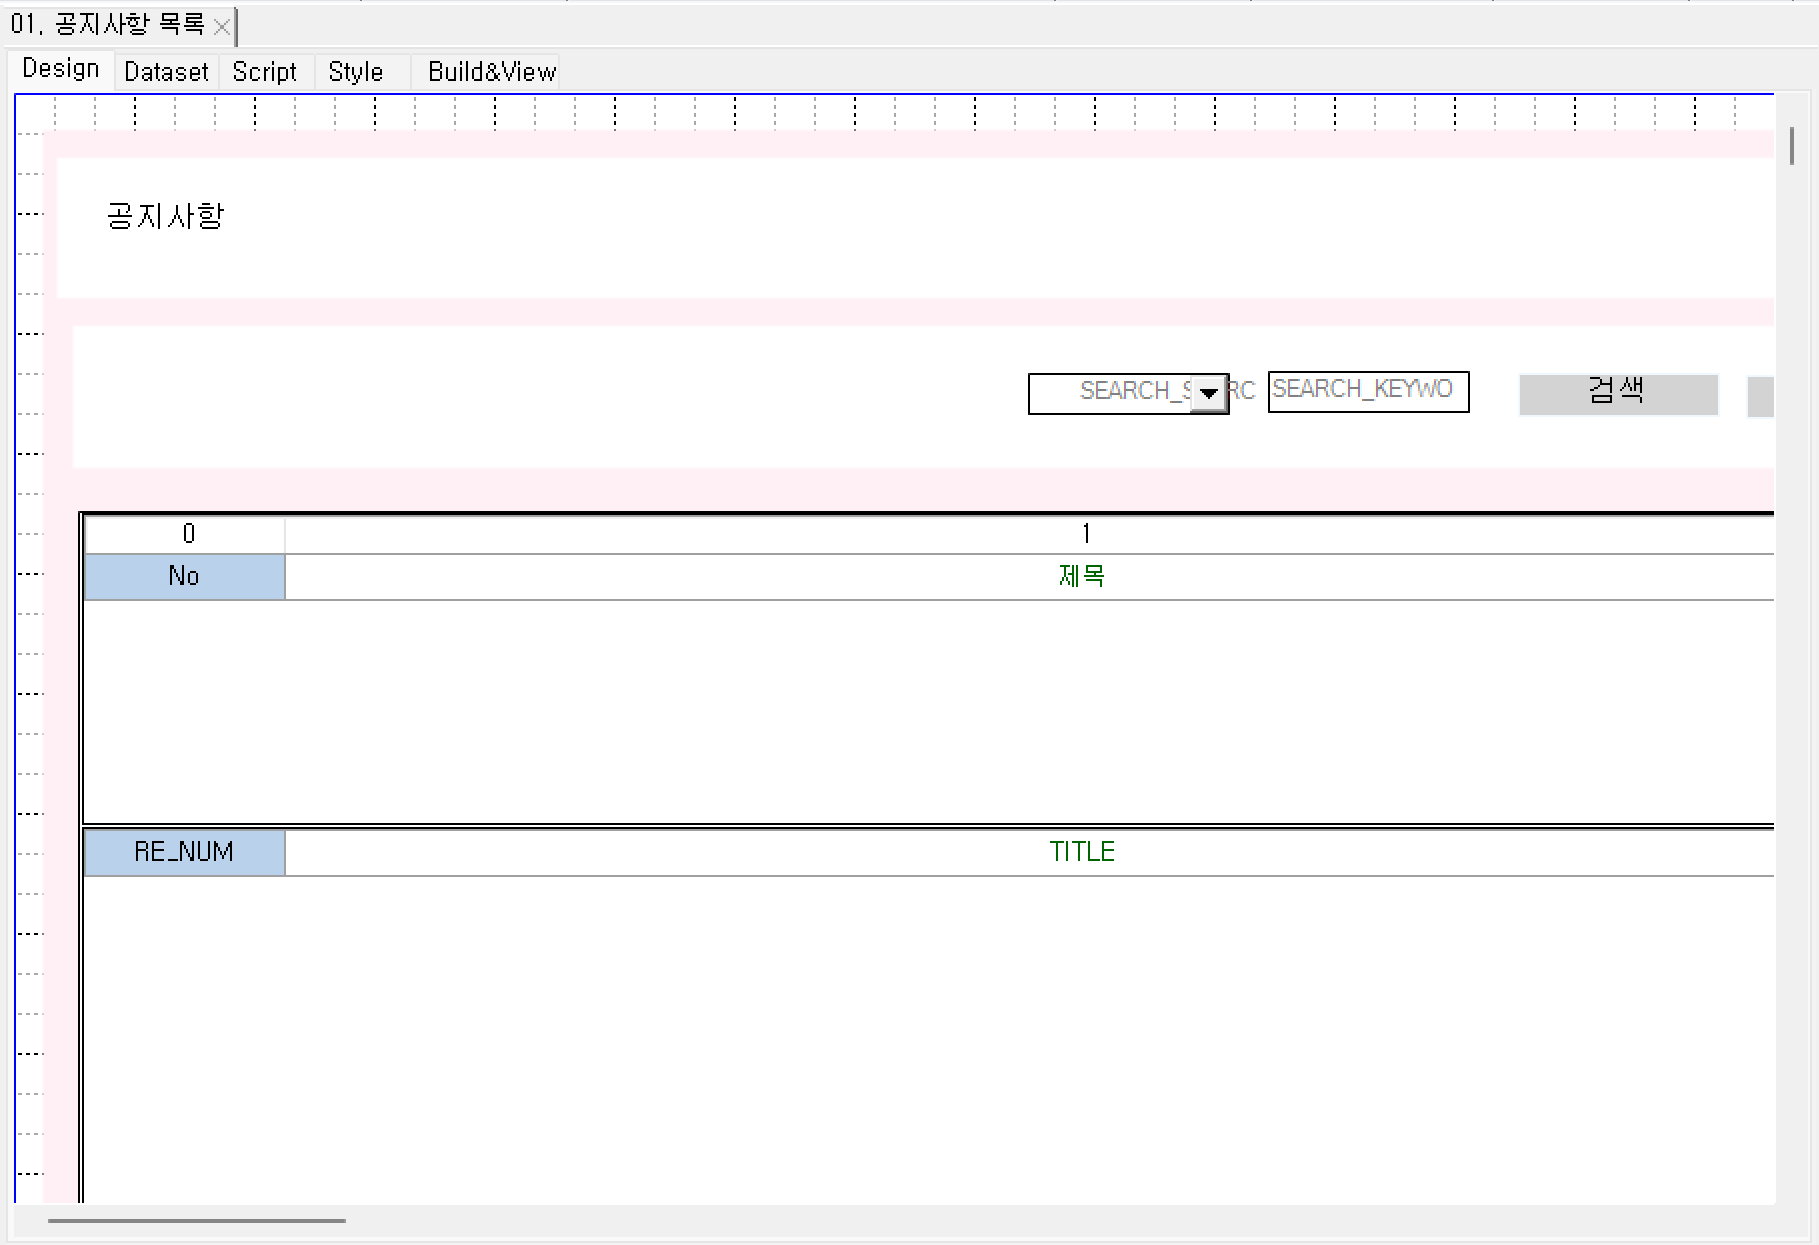 01. 공지사항 목록
Design Dataset Script Style Build&View
공지사항
SEARCH_S RC SEARCH_KEYWO 검색
0 1
No 제목
RE_NUM TITLE